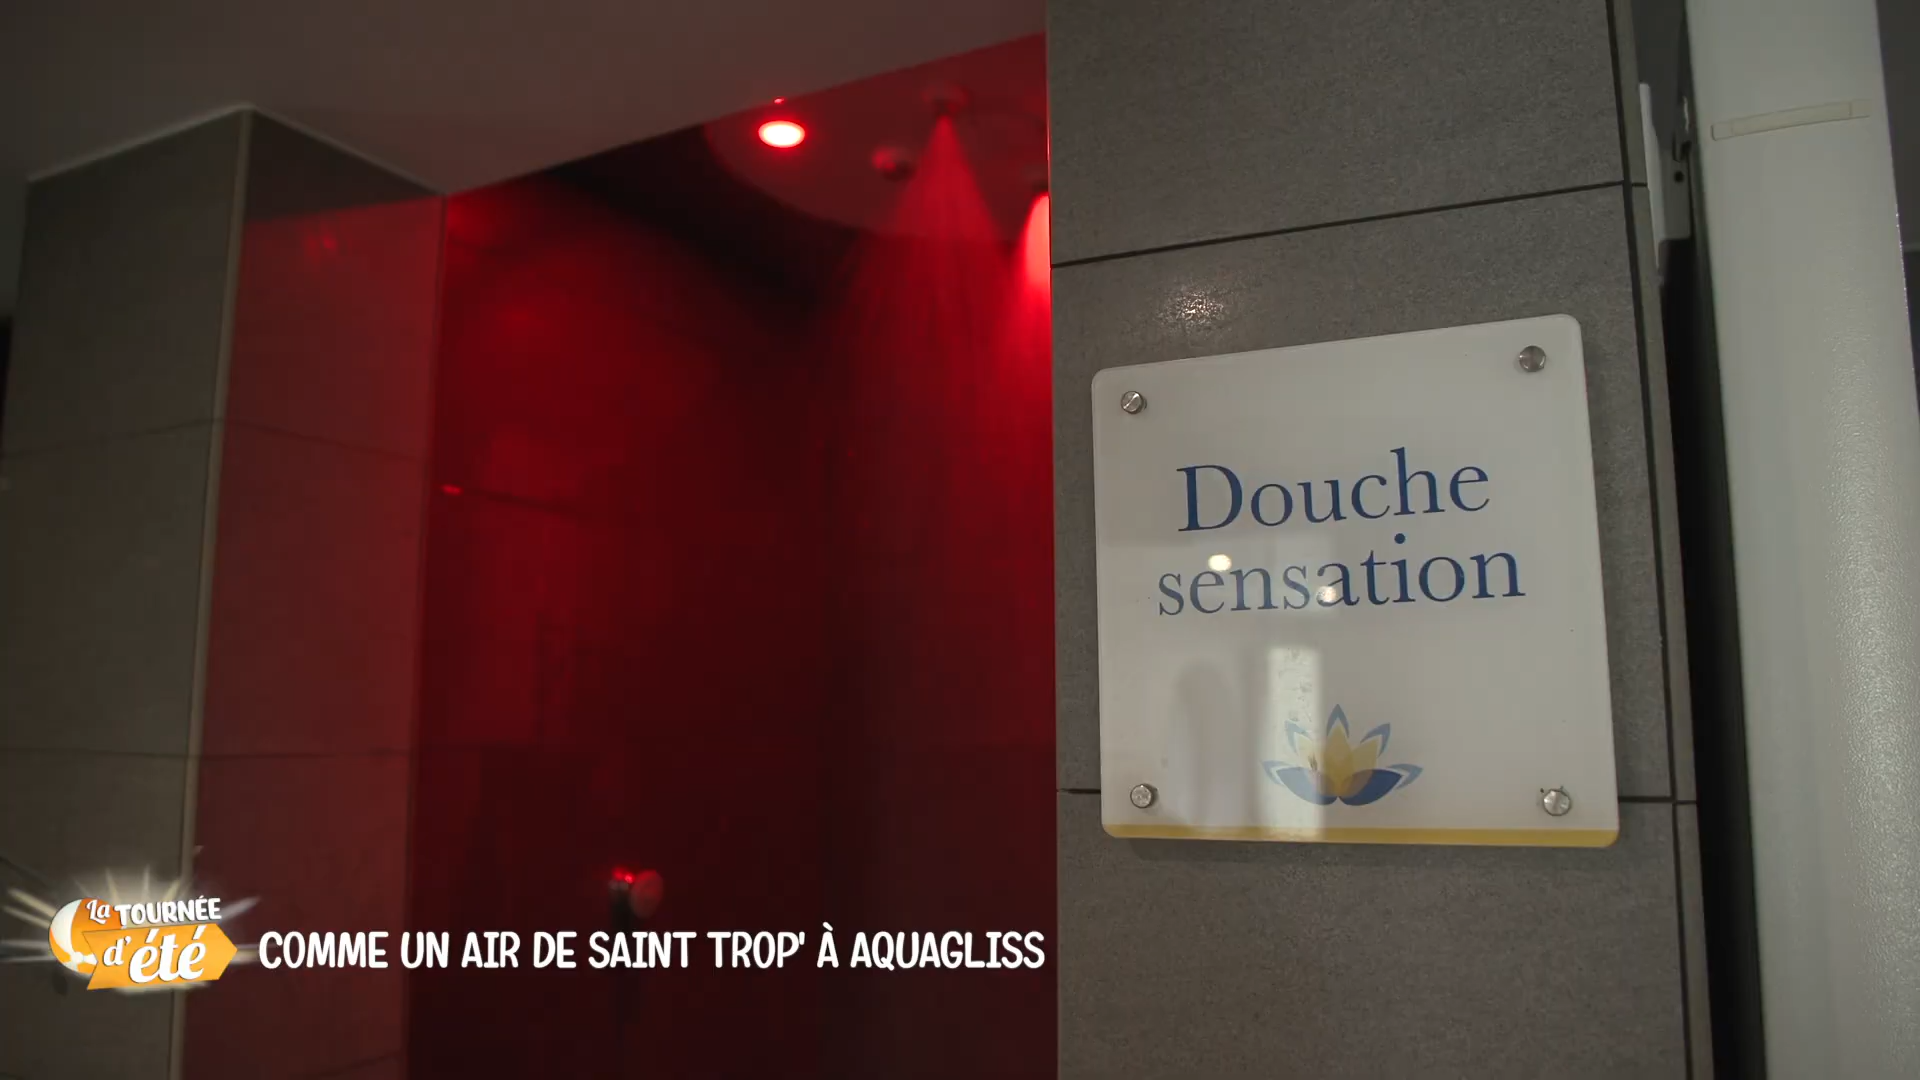 Douche
sensation
La TOURNÉE
d'été
COMME UN AIR DE SAINT TROP' À AQUAGLISS